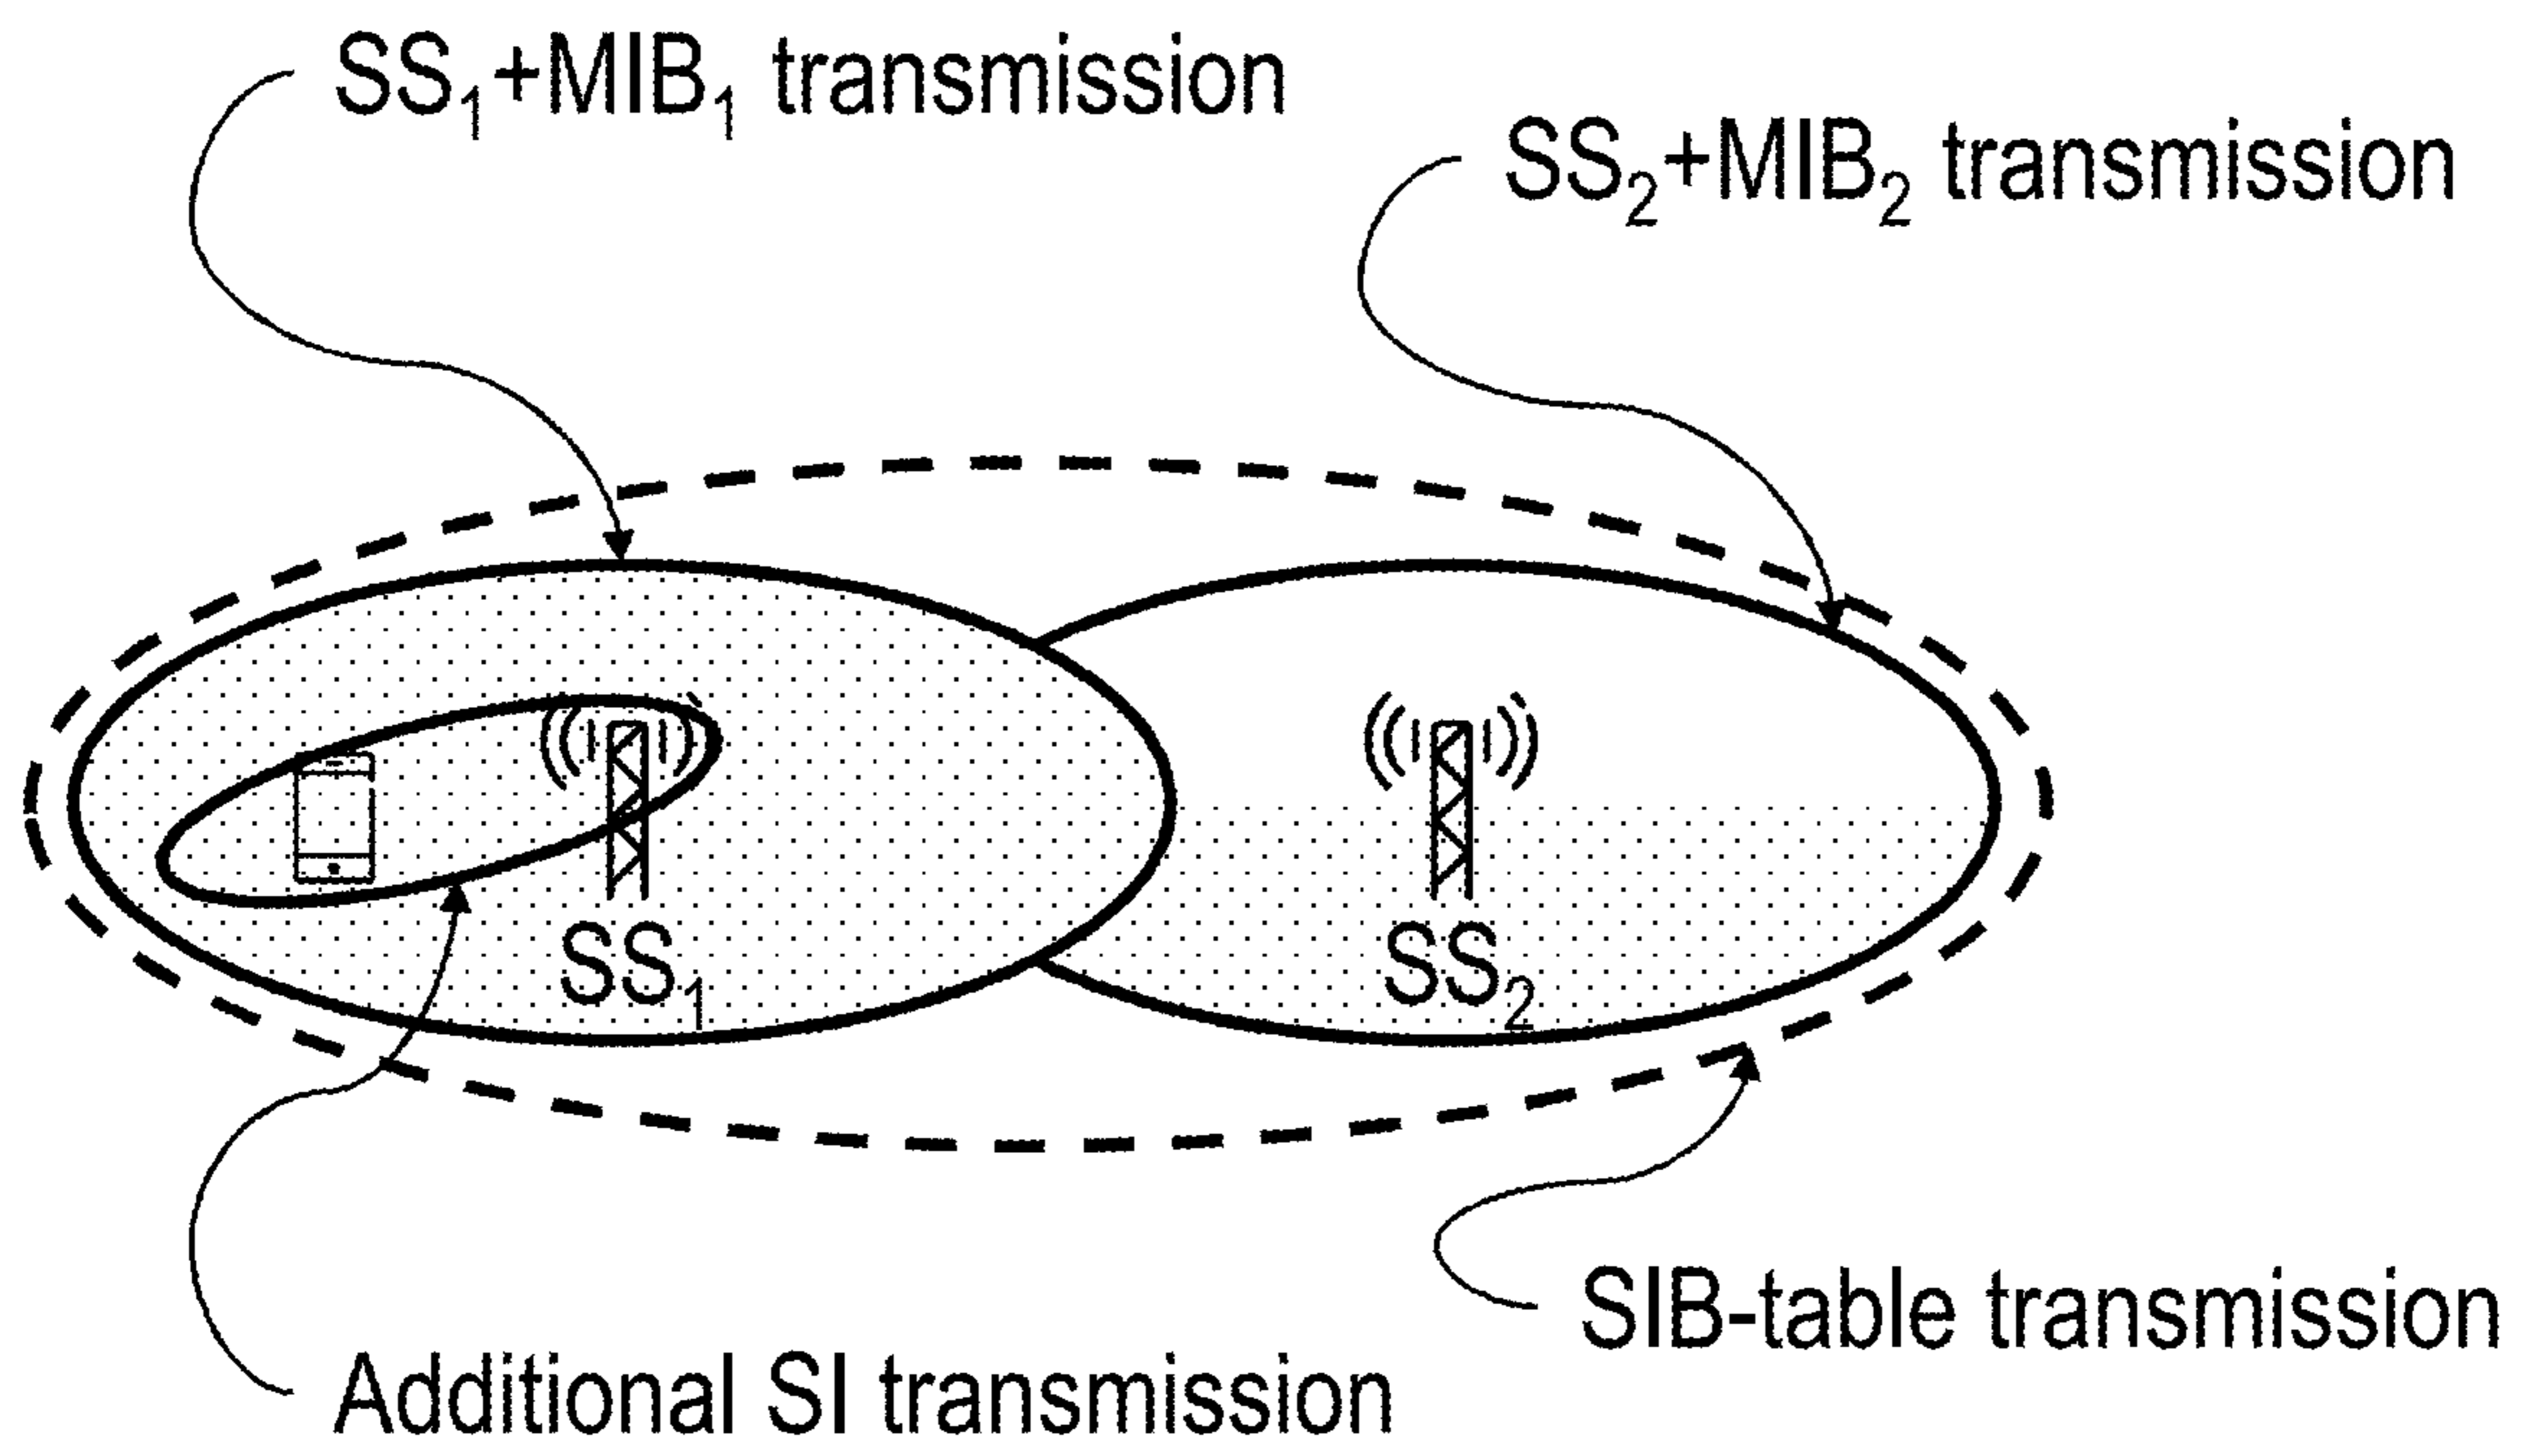 SS₁+MIB₁ transmission
SS₂+MIB₂ transmission
SS₁
SS₂
SIB-table transmission
Additional SI transmission